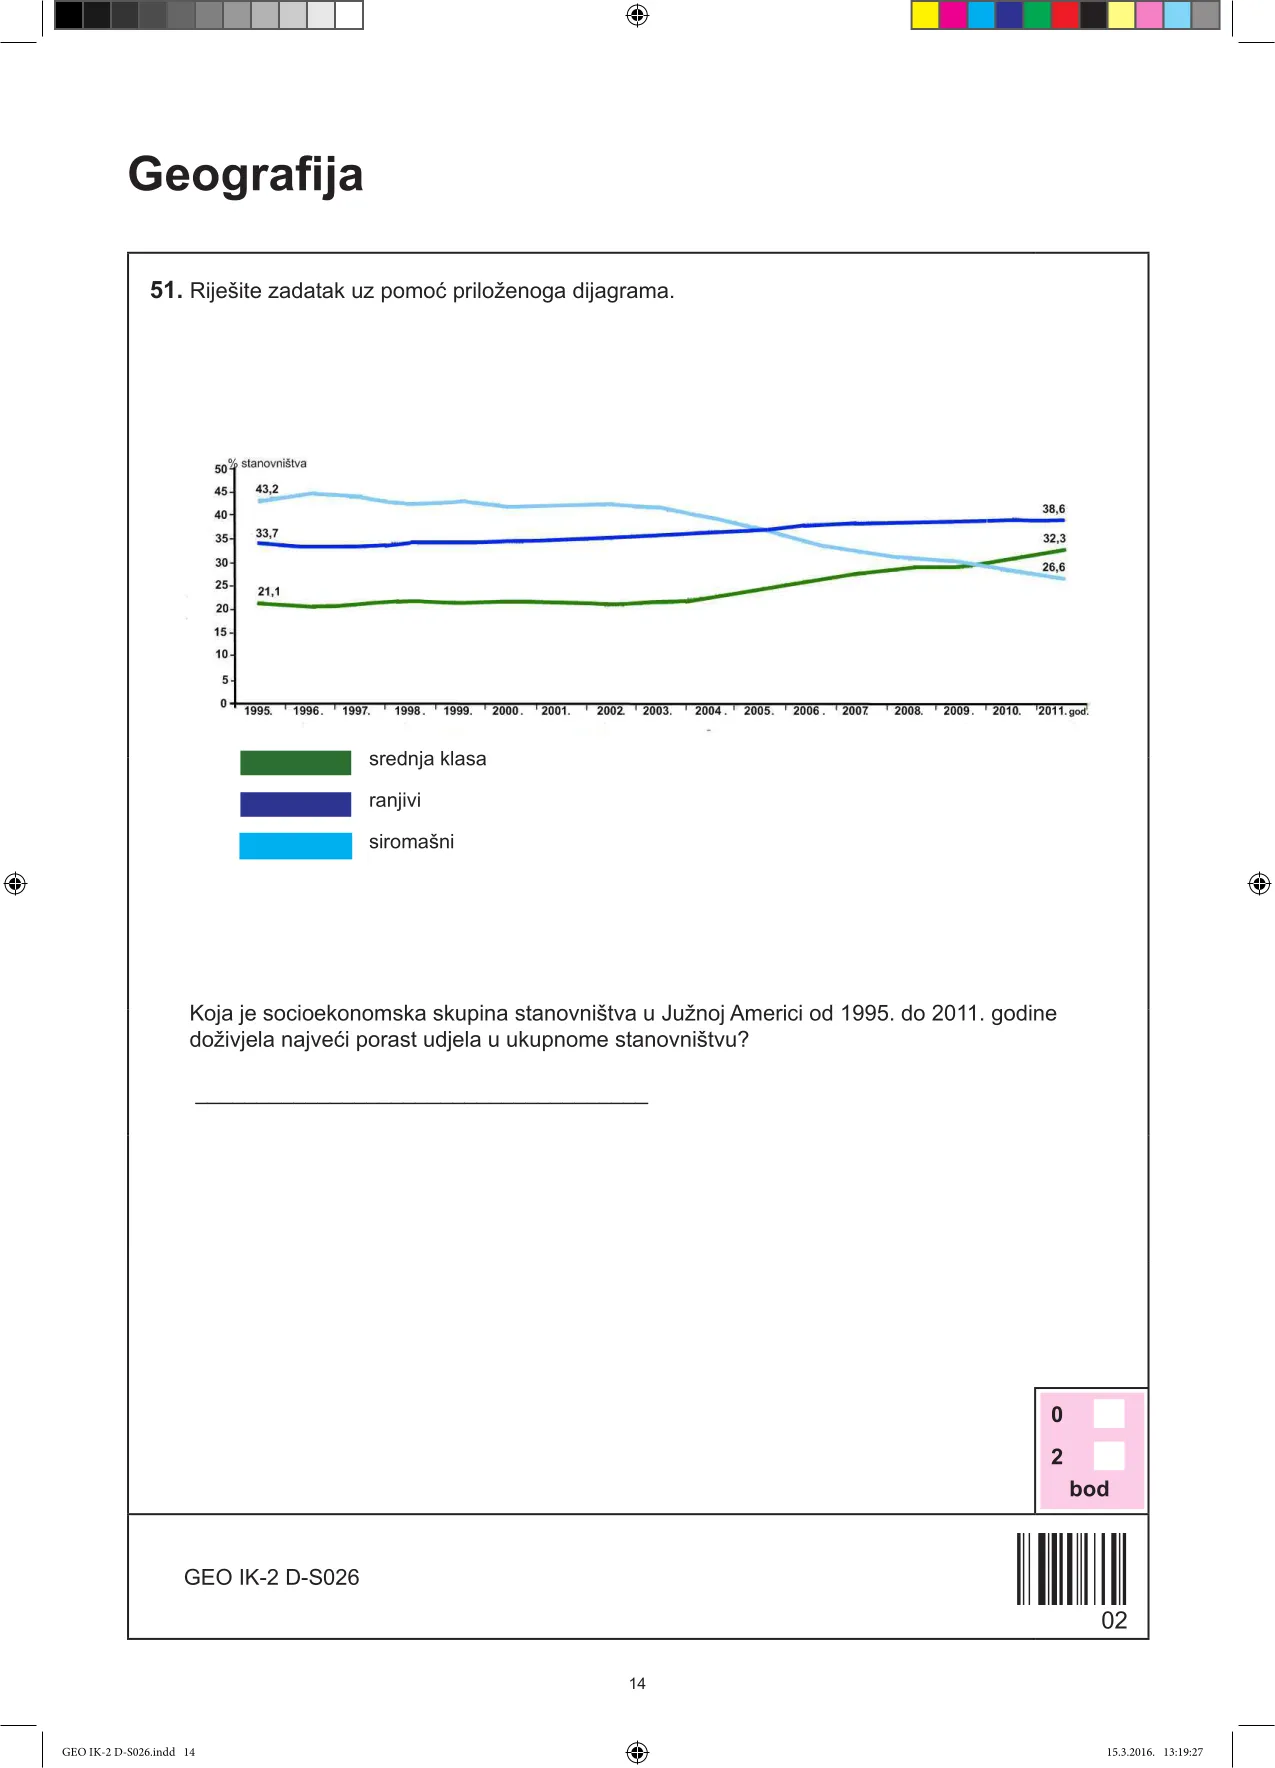 Geografija
51. Riješite zadatak uz pomoć priloženoga dijagrama.
% stanovništva
50
45
40
35
30
25
20
15
10
5
0
43,2
33,7
21,1
38,6
32,3
26,6
1995. 1996. 1997. 1998. 1999. 2000. 2001. 2002. 2003. 2004. 2005. 2006. 2007. 2008. 2009. 2010. 2011. god.
srednja klasa
ranjivi
siromašni
Koja je socioekonomska skupina stanovništva u Južnoj Americi od 1995. do 2011. godine
doživjela najveći porast udjela u ukupnome stanovništvu?
0
2
bod
GEO IK-2 D-S026
02
14
GEO IK-2 D-S026.indd 14
15.3.2016. 13:19:27